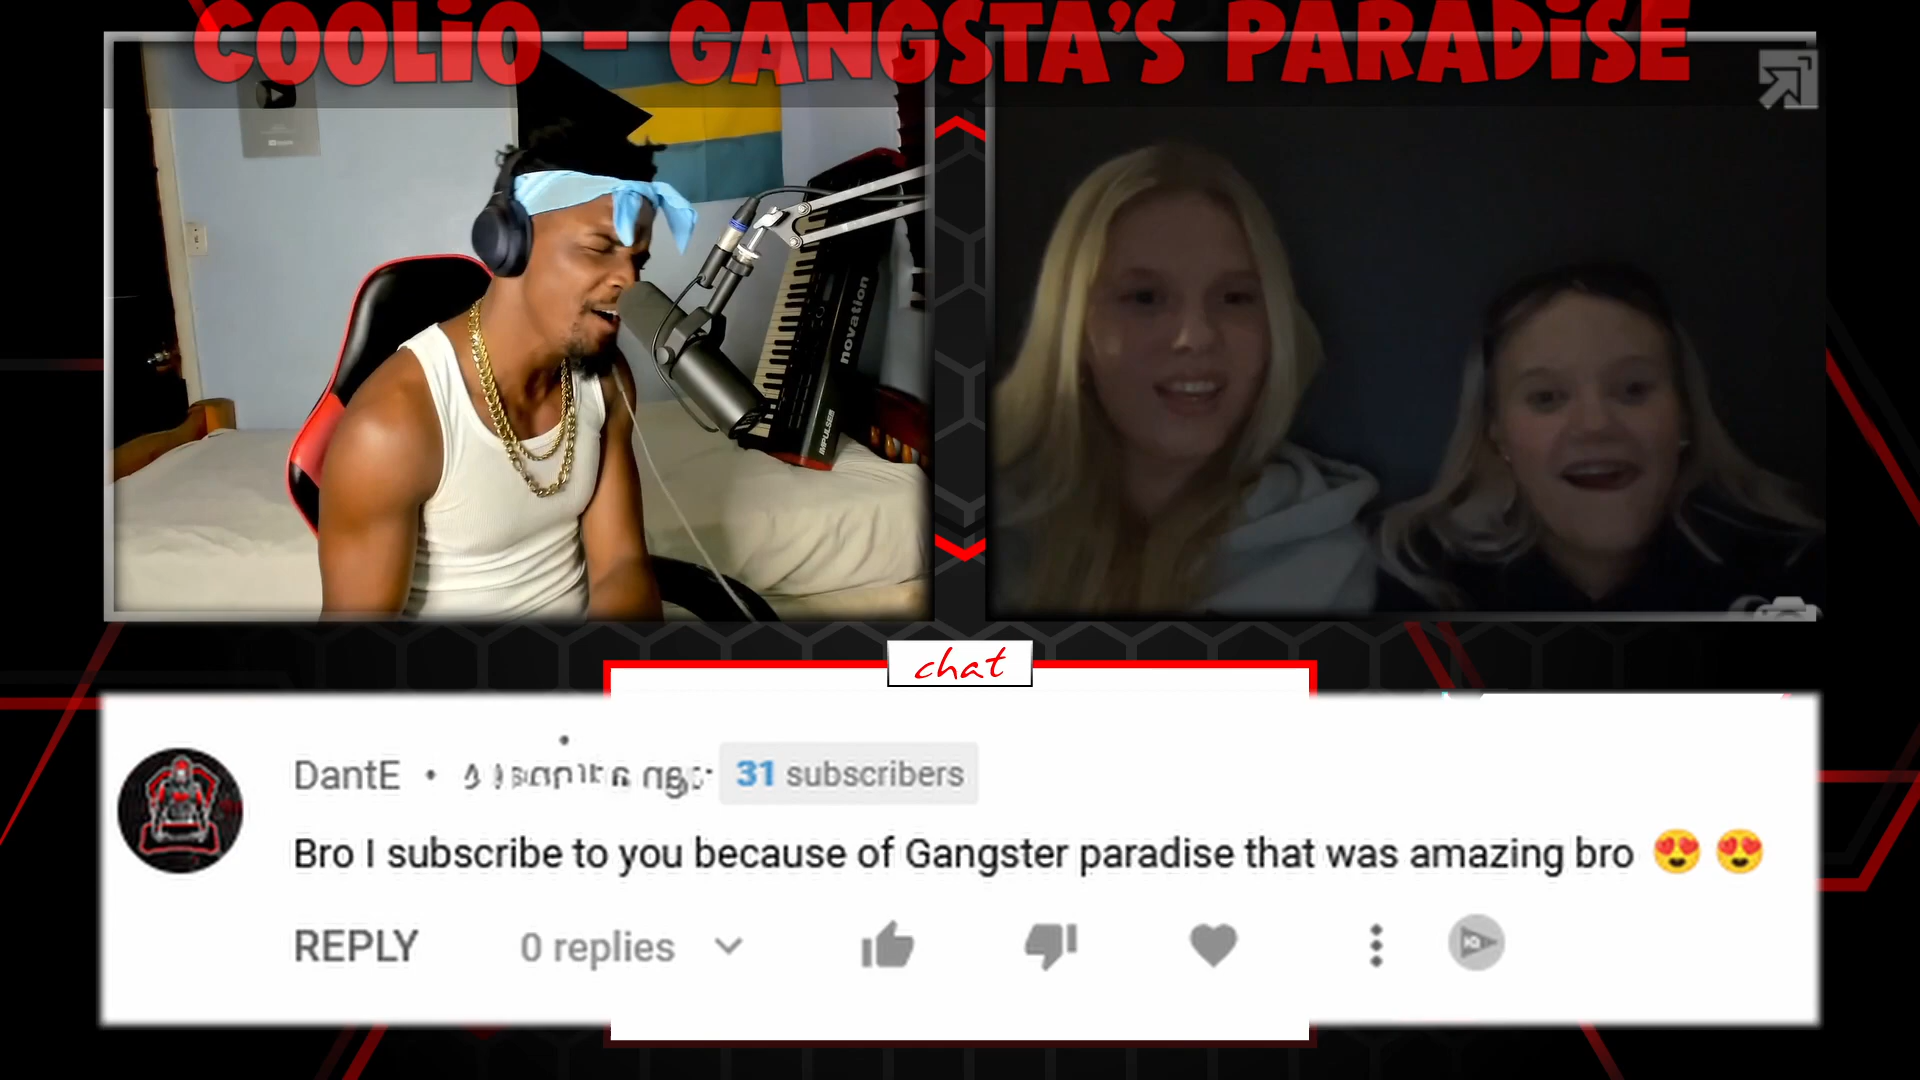 COOLiO - GANGSTA'S PARADiSE
novation
IMPULSE
chat
DantE •
31 subscribers
Bro I subscribe to you because of Gangster paradise that was amazing bro 😍 😍
REPLY
0 replies